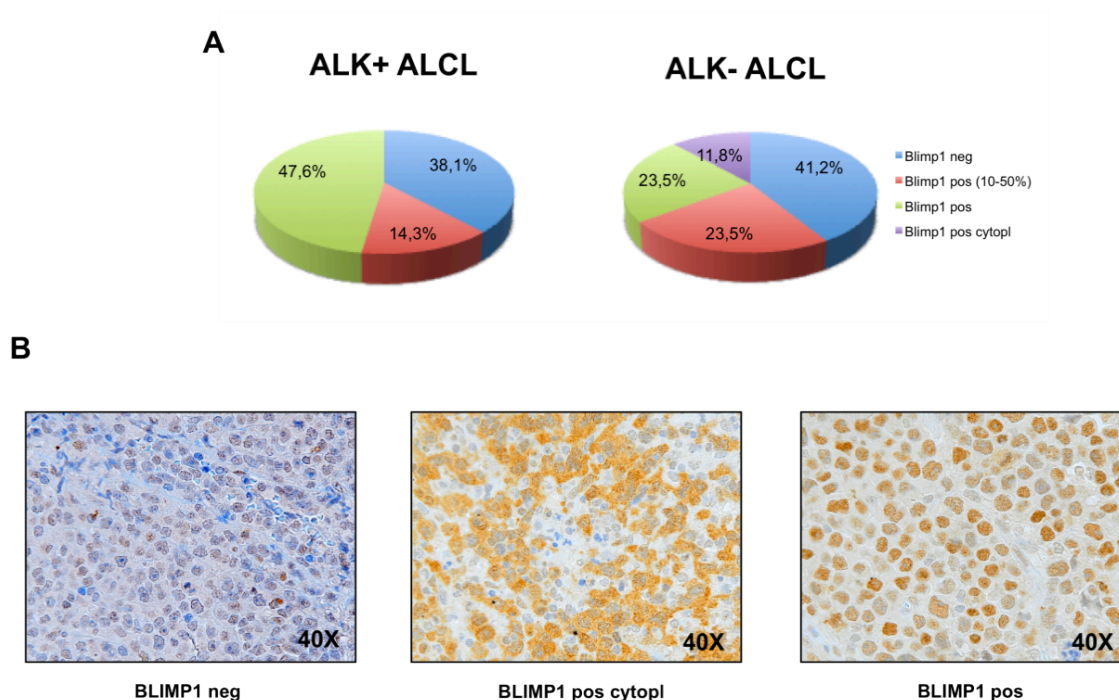 A
ALK+ ALCL
ALK- ALCL
47,6%
38,1%
14,3%
11,8%
41,2%
23,5%
23,5%
Blimp1 neg
Blimp1 pos (10-50%)
Blimp1 pos
Blimp1 pos cytopl
B
40X
40X
40X
BLIMP1 neg
BLIMP1 pos cytopl
BLIMP1 pos